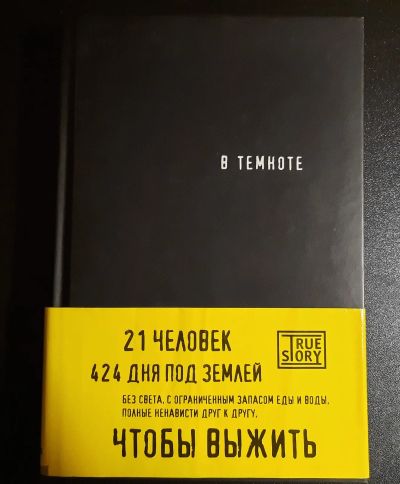 В ТЕМНОТЕ
21 ЧЕЛОВЕК
TRUE
STORY
424 ДНЯ ПОД ЗЕМЛЕЙ
БЕЗ СВЕТА, С ОГРАНИЧЕННЫМ ЗАПАСОМ ЕДЫ И ВОДЫ,
ПОЛНЫЕ НЕНАВИСТИ ДРУГ К ДРУГУ,
ЧТОБЫ ВЫЖИТЬ